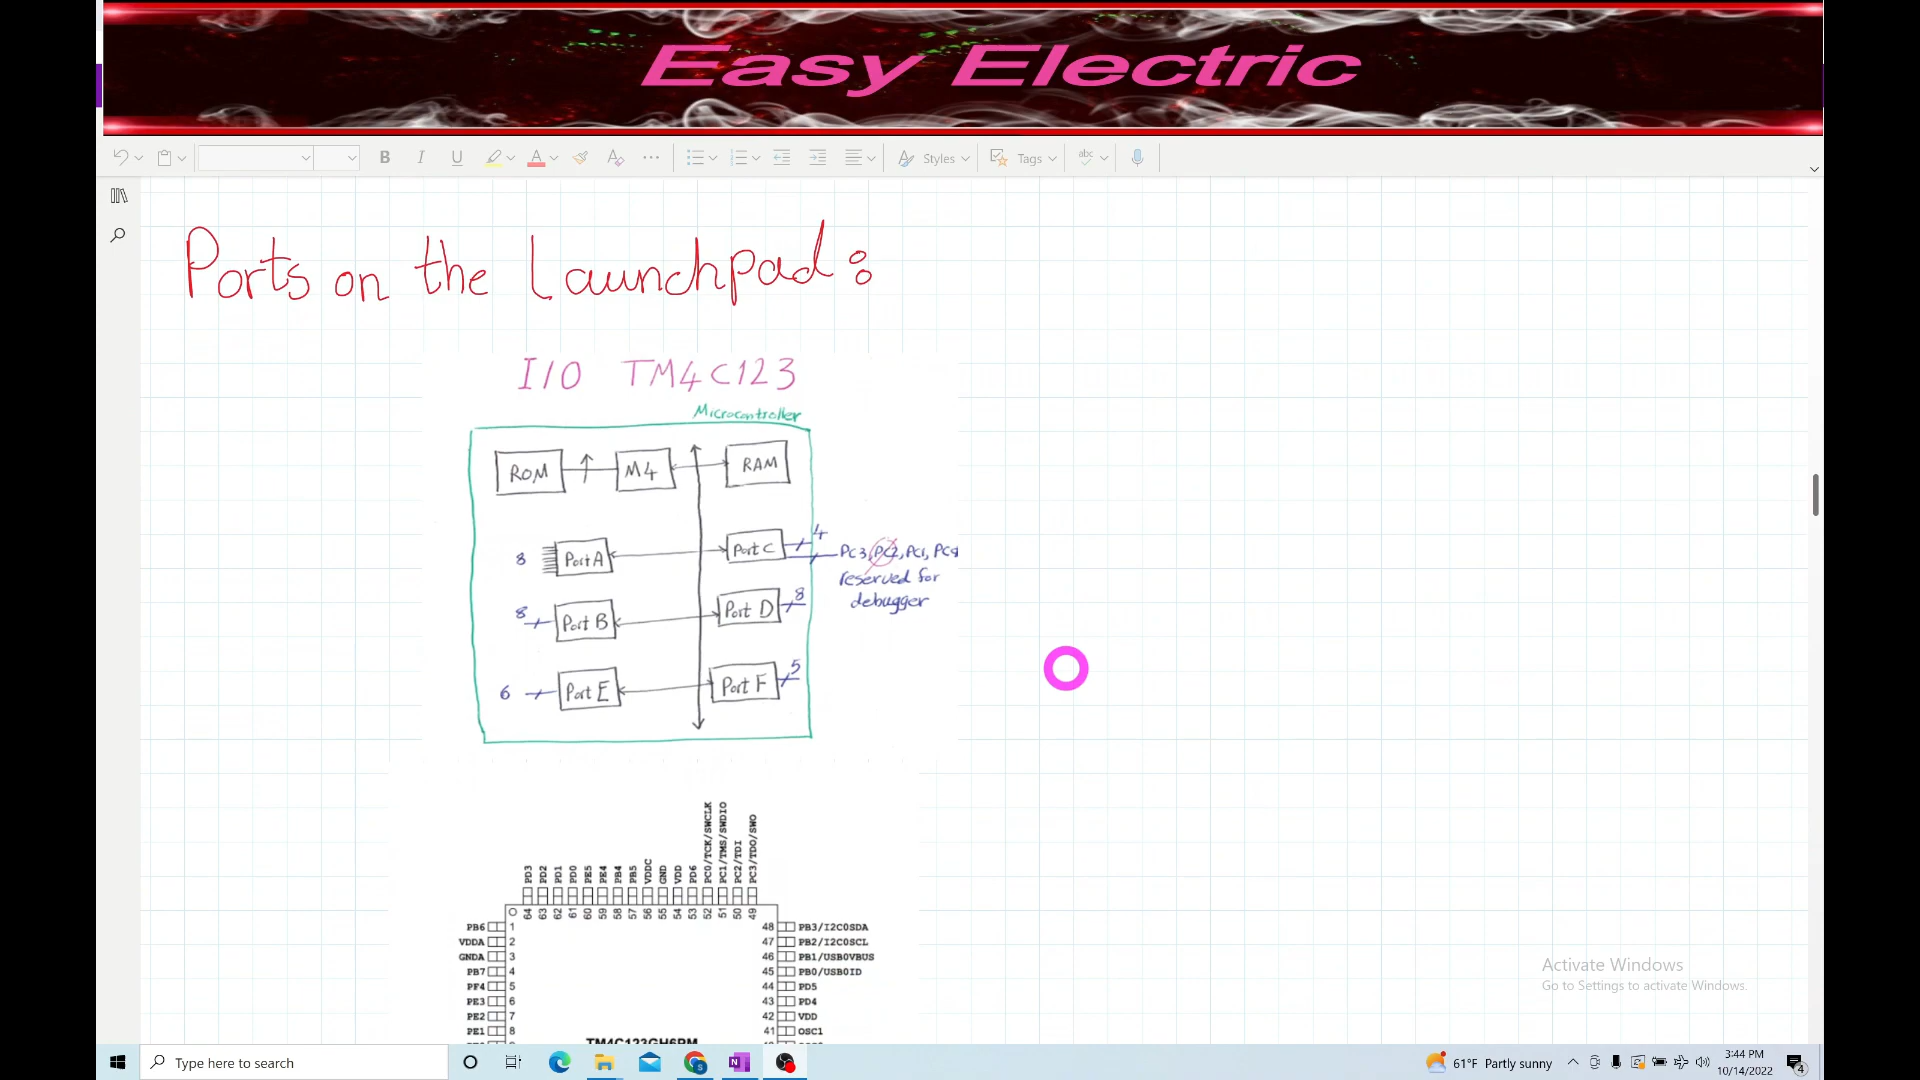 Easy Electric
B I U A Styles Tags abc
Ports on the Launchpad:
I/O TM4C123
Microcontroller
ROM M4 RAM
8 Port A Port C 4
PC3, PC2, PC1, PC0
reserved for
debugger
8 Port B Port D 8
6 Port E Port F 5
PD3 PD2 PD1 PD0 PE5 PE4 PB4 PB5 VDDC GND VDD PD6 PC0/TCK/SWCLK PC1/TMS/SWDIO PC2/TDI PC3/TDO/SWO
64 63 62 61 60 59 58 57 56 55 54 53 52 51 50 49
PB6 1 48 PB3/I2C0SDA
VDDA 2 47 PB2/I2C0SCL
GNDA 3 46 PB1/USB0VBUS
PB7 4 45 PB0/USB0ID
PF4 5 44 PD5
PE3 6 43 PD4
PE2 7 42 VDD
PE1 8 41 OSC1
TM4C123GH6PM
Activate Windows
Go to Settings to activate Windows.
Type here to search
61°F Partly sunny
3:44 PM
10/14/2022
4